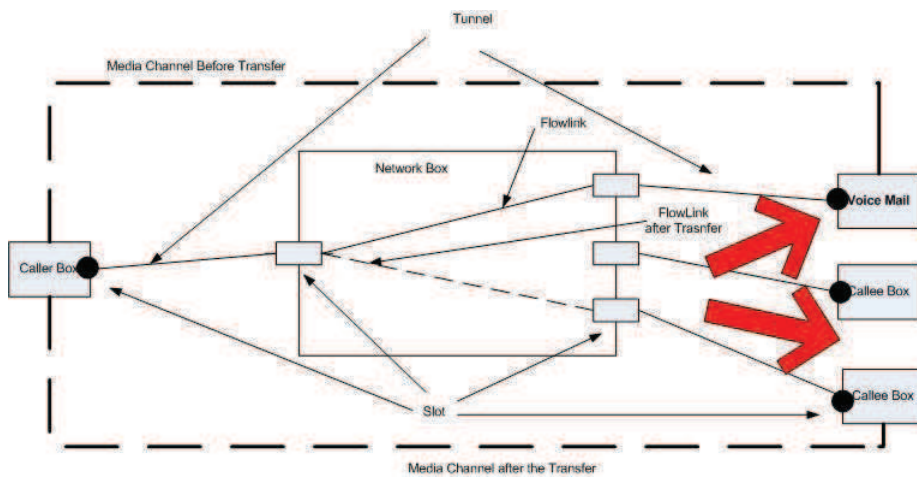 Tunnel
Media Channel Before Transfer
Flowlink
Network Box
Voice Mail
FlowLink
after Trasnfer
Caller Box
Callee Box
Callee Box
Slot
Media Channel after the Transfer